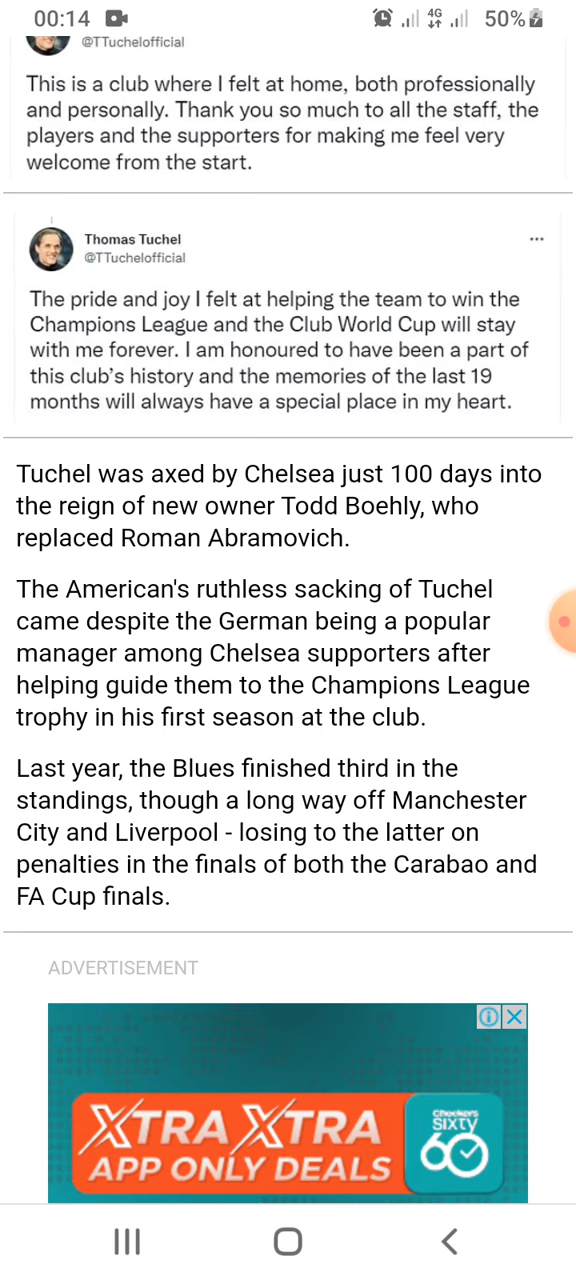 00:14
4G
50%
@TTuchelofficial
This is a club where I felt at home, both professionally
and personally. Thank you so much to all the staff, the
players and the supporters for making me feel very
welcome from the start.
Thomas Tuchel
@TTuchelofficial
The pride and joy I felt at helping the team to win the
Champions League and the Club World Cup will stay
with me forever. I am honoured to have been a part of
this club's history and the memories of the last 19
months will always have a special place in my heart.
Tuchel was axed by Chelsea just 100 days into
the reign of new owner Todd Boehly, who
replaced Roman Abramovich.
The American's ruthless sacking of Tuchel
came despite the German being a popular
manager among Chelsea supporters after
helping guide them to the Champions League
trophy in his first season at the club.
Last year, the Blues finished third in the
standings, though a long way off Manchester
City and Liverpool - losing to the latter on
penalties in the finals of both the Carabao and
FA Cup finals.
ADVERTISEMENT
XTRA XTRA
APP ONLY DEALS
Checkers
SIXTY
60